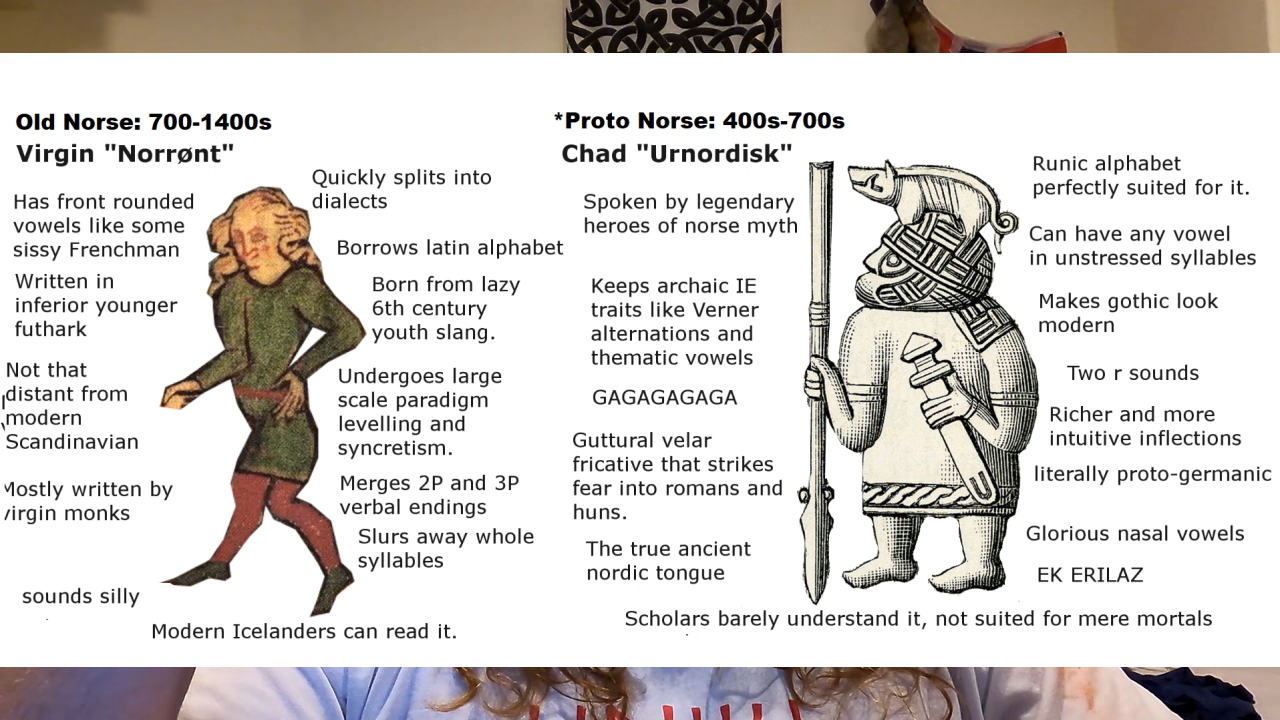 Old Norse: 700-1400s
Virgin "Norrønt"
Has front rounded
vowels like some
sissy Frenchman
Written in
inferior younger
futhark
Not that
distant from
modern
Scandinavian
Mostly written by
virgin monks
sounds silly
Quickly splits into
dialects
Borrows latin alphabet
Born from lazy
6th century
youth slang.
Undergoes large
scale paradigm
levelling and
syncretism.
Merges 2P and 3P
verbal endings
Slurs away whole
syllables
Modern Icelanders can read it.
*Proto Norse: 400s-700s
Chad "Urnordisk"
Spoken by legendary
heroes of norse myth
Keeps archaic IE
traits like Verner
alternations and
thematic vowels
GAGAGAGAGA
Guttural velar
fricative that strikes
fear into romans and
huns.
The true ancient
nordic tongue
Runic alphabet
perfectly suited for it.
Can have any vowel
in unstressed syllables
Makes gothic look
modern
Two r sounds
Richer and more
intuitive inflections
literally proto-germanic
Glorious nasal vowels
EK ERILAZ
Scholars barely understand it, not suited for mere mortals